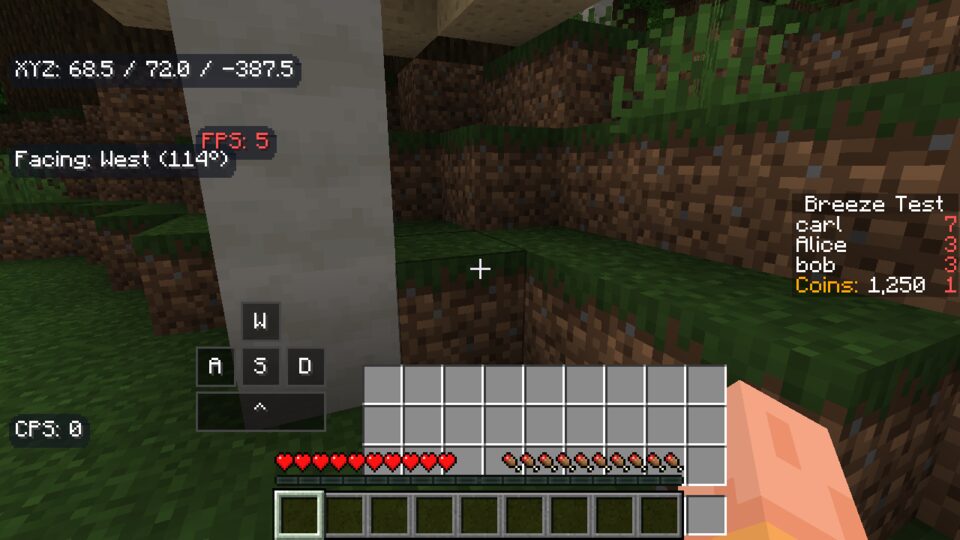 XYZ: 68.5 / 72.0 / -387.5
FPS: 5
Facing: West (114°)
Breeze Test
carl 7
Alice 3
bob 3
Coins: 1,250 1
W
A S D
^
CPS: 0